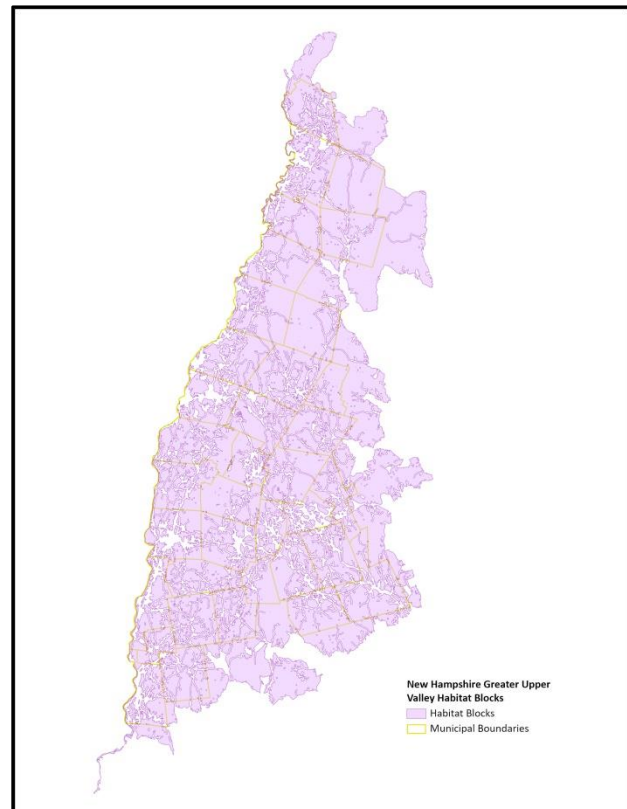 New Hampshire Greater Upper
Valley Habitat Blocks
Habitat Blocks
Municipal Boundaries